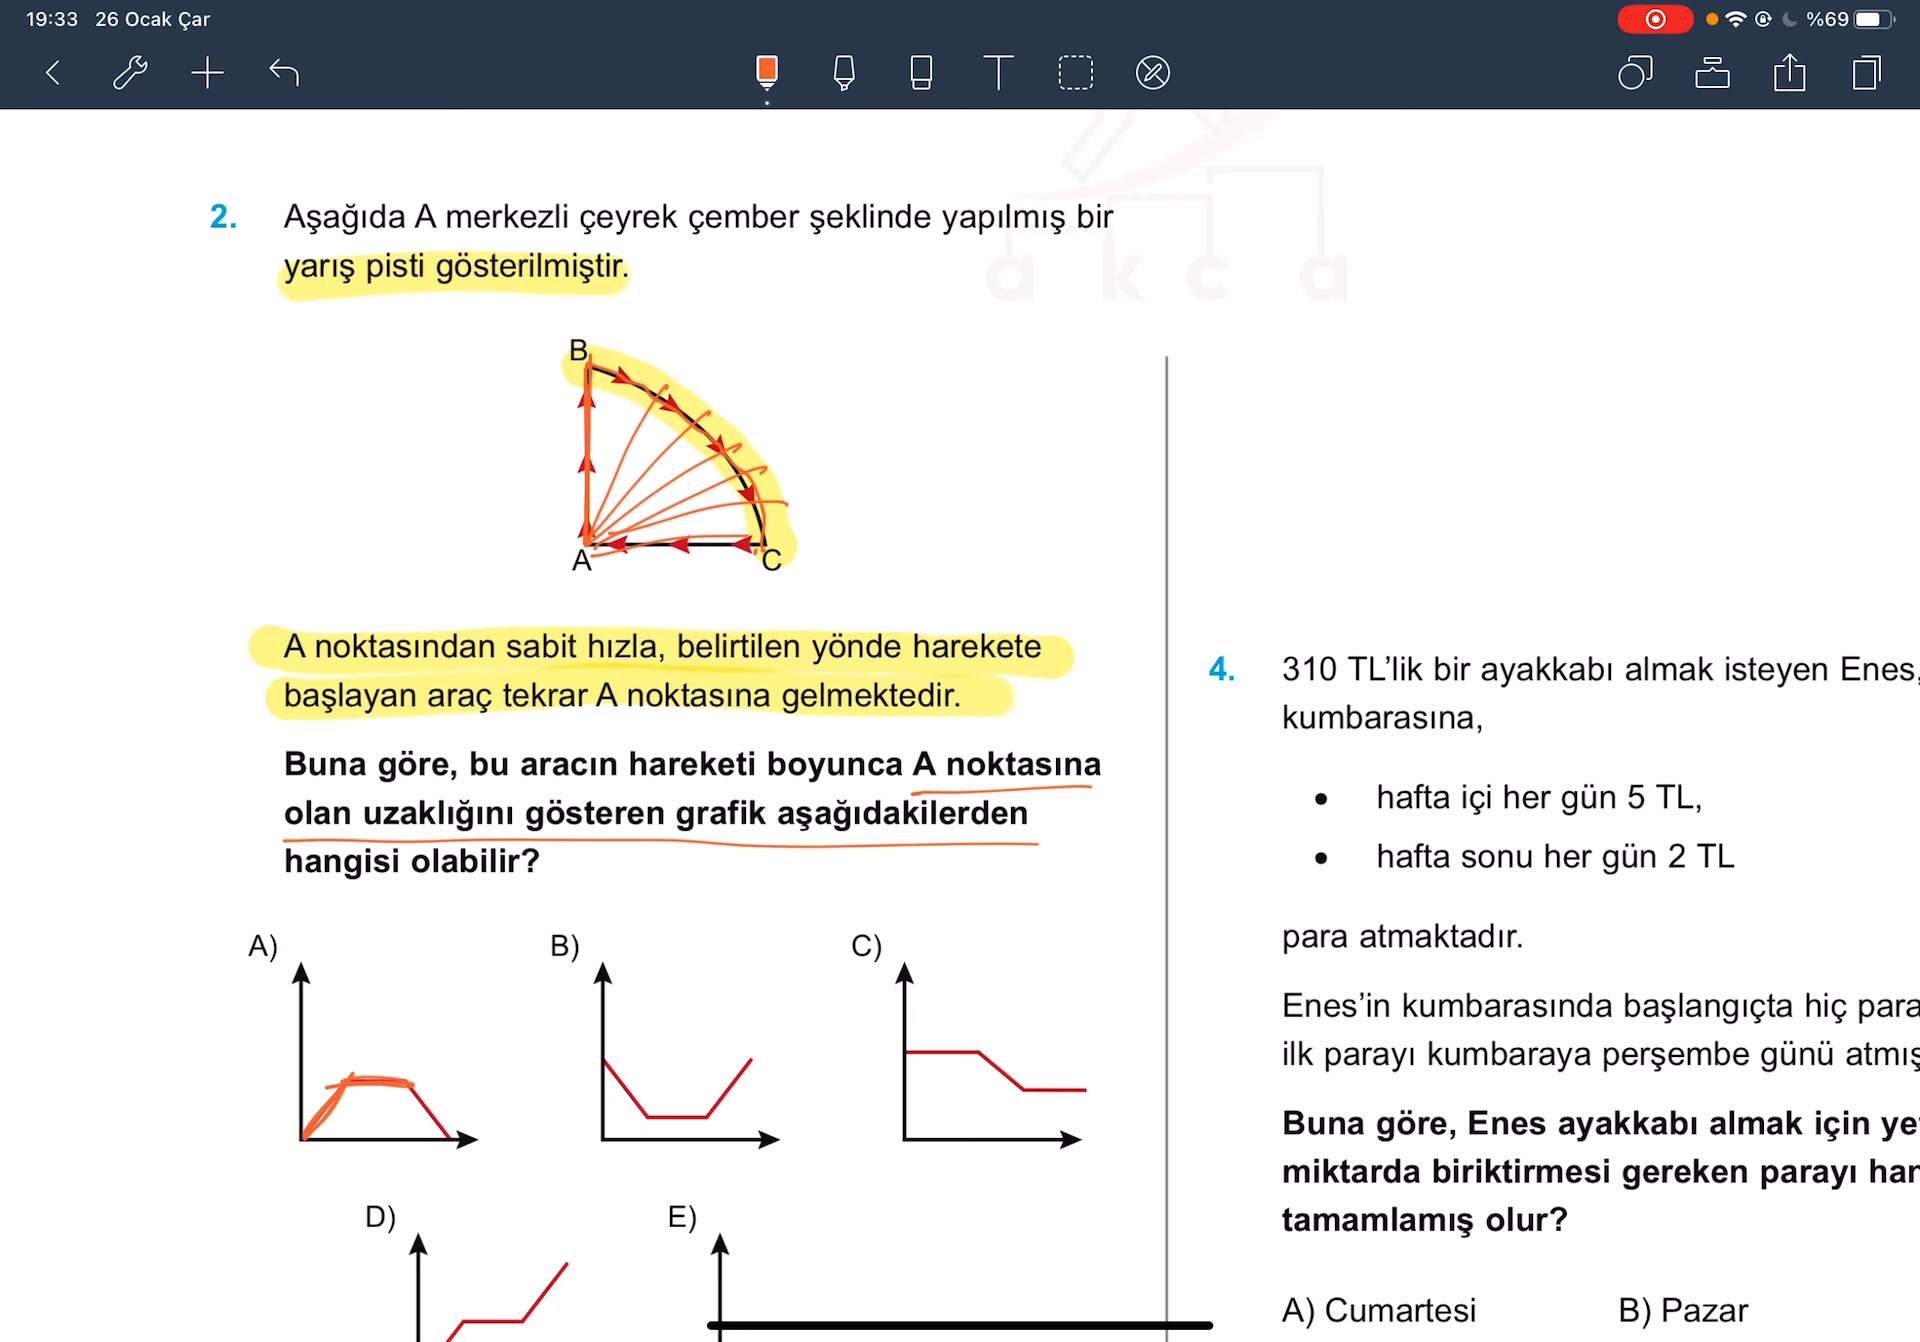 19:33 26 Ocak Çar
%69
2. Aşağıda A merkezli çeyrek çember şeklinde yapılmış bir
yarış pisti gösterilmiştir.
akca
B
A
C
A noktasından sabit hızla, belirtilen yönde harekete
başlayan araç tekrar A noktasına gelmektedir.
Buna göre, bu aracın hareketi boyunca A noktasına
olan uzaklığını gösteren grafik aşağıdakilerden
hangisi olabilir?
A)
B)
C)
D)
E)
4. 310 TL'lik bir ayakkabı almak isteyen Enes,
kumbarasına,
• hafta içi her gün 5 TL,
• hafta sonu her gün 2 TL
para atmaktadır.
Enes'in kumbarasında başlangıçta hiç para
ilk parayı kumbaraya perşembe günü atmış
Buna göre, Enes ayakkabı almak için ye
miktarda biriktirmesi gereken parayı han
tamamlamış olur?
A) Cumartesi B) Pazar